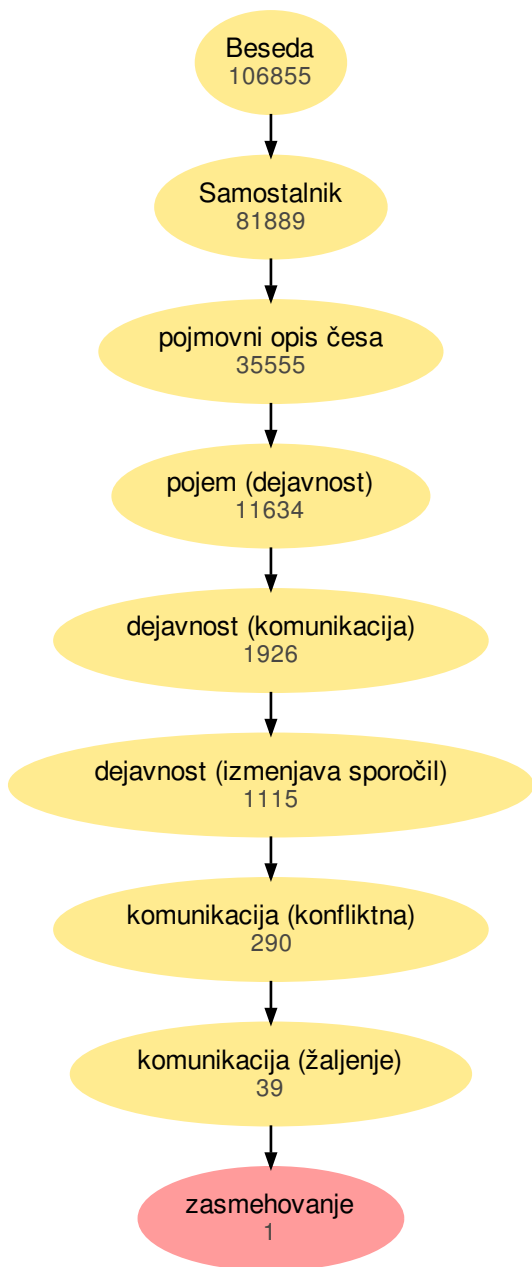 Beseda
106855
Samostalnik
81889
pojmovni opis česa
35555
pojem (dejavnost)
11634
dejavnost (komunikacija)
1926
dejavnost (izmenjava sporočil)
1115
komunikacija (konfliktna)
290
komunikacija (žaljenje)
39
zasmehovanje
1